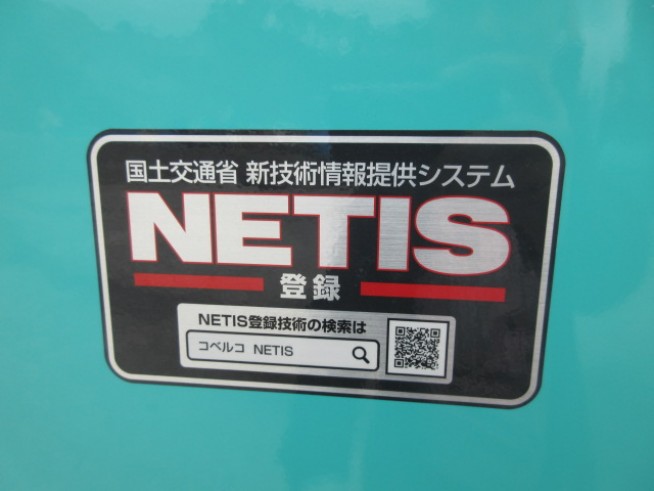 国土交通省 新技術情報提供システム
NETIS
登録
NETIS登録技術の検索は
コベルコ NETIS